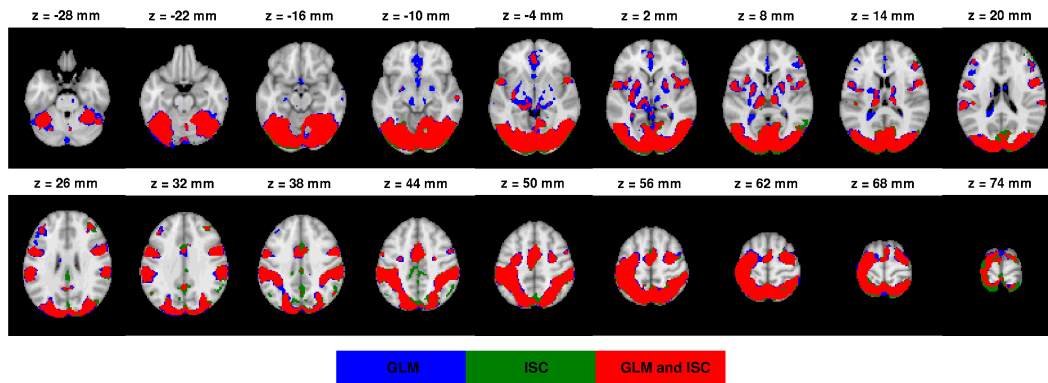 z = -28 mm z = -22 mm z = -16 mm z = -10 mm z = -4 mm z = 2 mm z = 8 mm z = 14 mm z = 20 mm
z = 26 mm z = 32 mm z = 38 mm z = 44 mm z = 50 mm z = 56 mm z = 62 mm z = 68 mm z = 74 mm
GLM ISC GLM and ISC